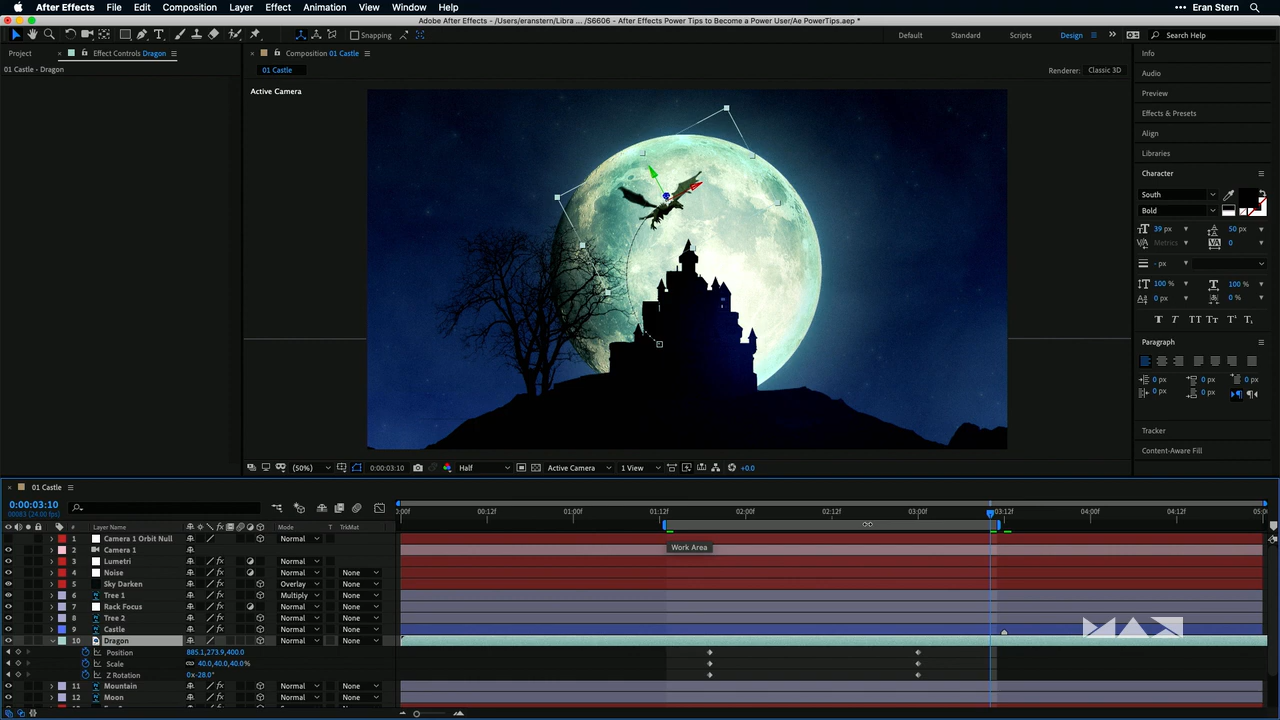 After Effects File Edit Composition Layer Effect Animation View Window Help Eran Stern
Adobe After Effects - /Users/eranstern/Libra ... /S6606 • After Effects Power Tips to Become a Power User/Ae PowerTips.aep *
Snapping Default Standard Scripts Design Search Help
Project Effect Controls Dragon Composition 01 Castle Info
01 Castle • Dragon 01 Castle Renderer: Classic 3D Audio
Active Camera Preview
Effects & Presets
Align
Libraries
Character
South
Bold
39 px 50 px
Metrics 0
- px
100 % 100 %
0 px 0 %
Paragraph
0 px 0 px 0 px
0 px 0 px
Tracker
Content-Aware Fill
(50%) 0:00:03:10 Half Active Camera 1 View +0.0
01 Castle
0:00:03:10
00083 (24.00 fps)
Layer Name Mode T TrkMat
:00f 00:12f 01:00f 01:12f 02:00f 02:12f 03:00f 03:12f 04:00f 04:12f 05:0
1 Camera 1 Orbit Null Normal
2 Camera 1
3 Lumetri Normal
4 Noise Normal None
5 Sky Darken Overlay None
6 Tree 1 Multiply None
7 Rack Focus Normal None
8 Tree 2 Normal None
9 Castle Normal None
10 Dragon Normal None
Position 885.1,273.9,400.0
Scale 40.0,40.0,40.0%
Z Rotation 0x-28.0°
11 Mountain Normal None
12 Moon Normal None
Work Area
MAX